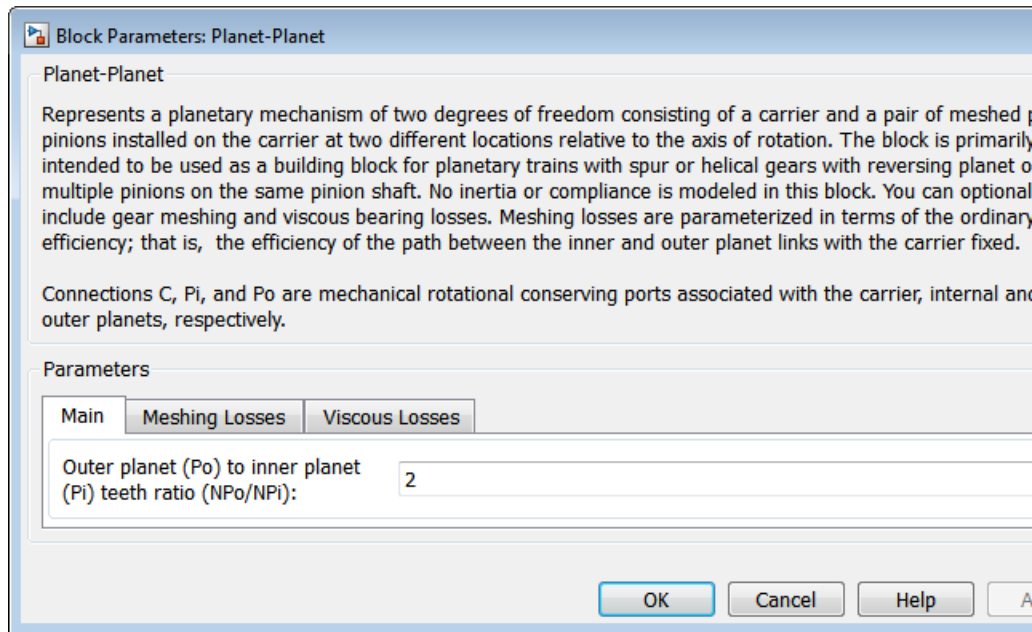 Block Parameters: Planet-Planet
Planet-Planet
Represents a planetary mechanism of two degrees of freedom consisting of a carrier and a pair of meshed
pinions installed on the carrier at two different locations relative to the axis of rotation. The block is primarily
intended to be used as a building block for planetary trains with spur or helical gears with reversing planet
multiple pinions on the same pinion shaft. No inertia or compliance is modeled in this block. You can optional
include gear meshing and viscous bearing losses. Meshing losses are parameterized in terms of the ordinary
efficiency; that is, the efficiency of the path between the inner and outer planet links with the carrier fixed.
Connections C, Pi, and Po are mechanical rotational conserving ports associated with the carrier, internal and
outer planets, respectively.
Parameters
Main Meshing Losses Viscous Losses
Outer planet (Po) to inner planet
(Pi) teeth ratio (NPo/NPi):
2
OK Cancel Help